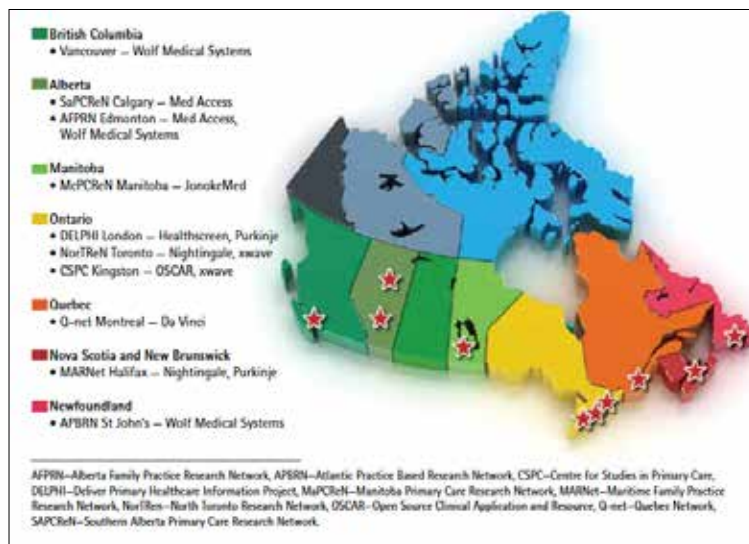 British Columbia
• Vancouver – Wolf Medical Systems
Alberta
• SaPCReN Calgary – Med Access
• AFPRN Edmonton – Med Access,
Wolf Medical Systems
Manitoba
• McPCReN Manitoba – JonokeMed
Ontario
• DELPHI London – Healthscreen, Purkinje
• NorTReN Toronto – Nightingale, xwave
• CSPC Kingston – OSCAR, xwave
Quebec
• Q-net Montreal – Da Vinci
Nova Scotia and New Brunswick
• MARNet Halifax – Nightingale, Purkinje
Newfoundland
• APBRN St John's – Wolf Medical Systems
AFPRN–Alberta Family Practice Research Network, APBRN–Atlantic Practice Based Research Network, CSPC–Centre for Studies in Primary Care,
DELPHI–Deliver Primary Healthcare Information Project, MaPCReN–Manitoba Primary Care Research Network, MARNet–Maritime Family Practice
Research Network, NorTRen–North Toronto Research Network, OSCAR–Open Source Clinical Application and Resource, Q-net–Quebec Network,
SAPCReN–Southern Alberta Primary Care Research Network.